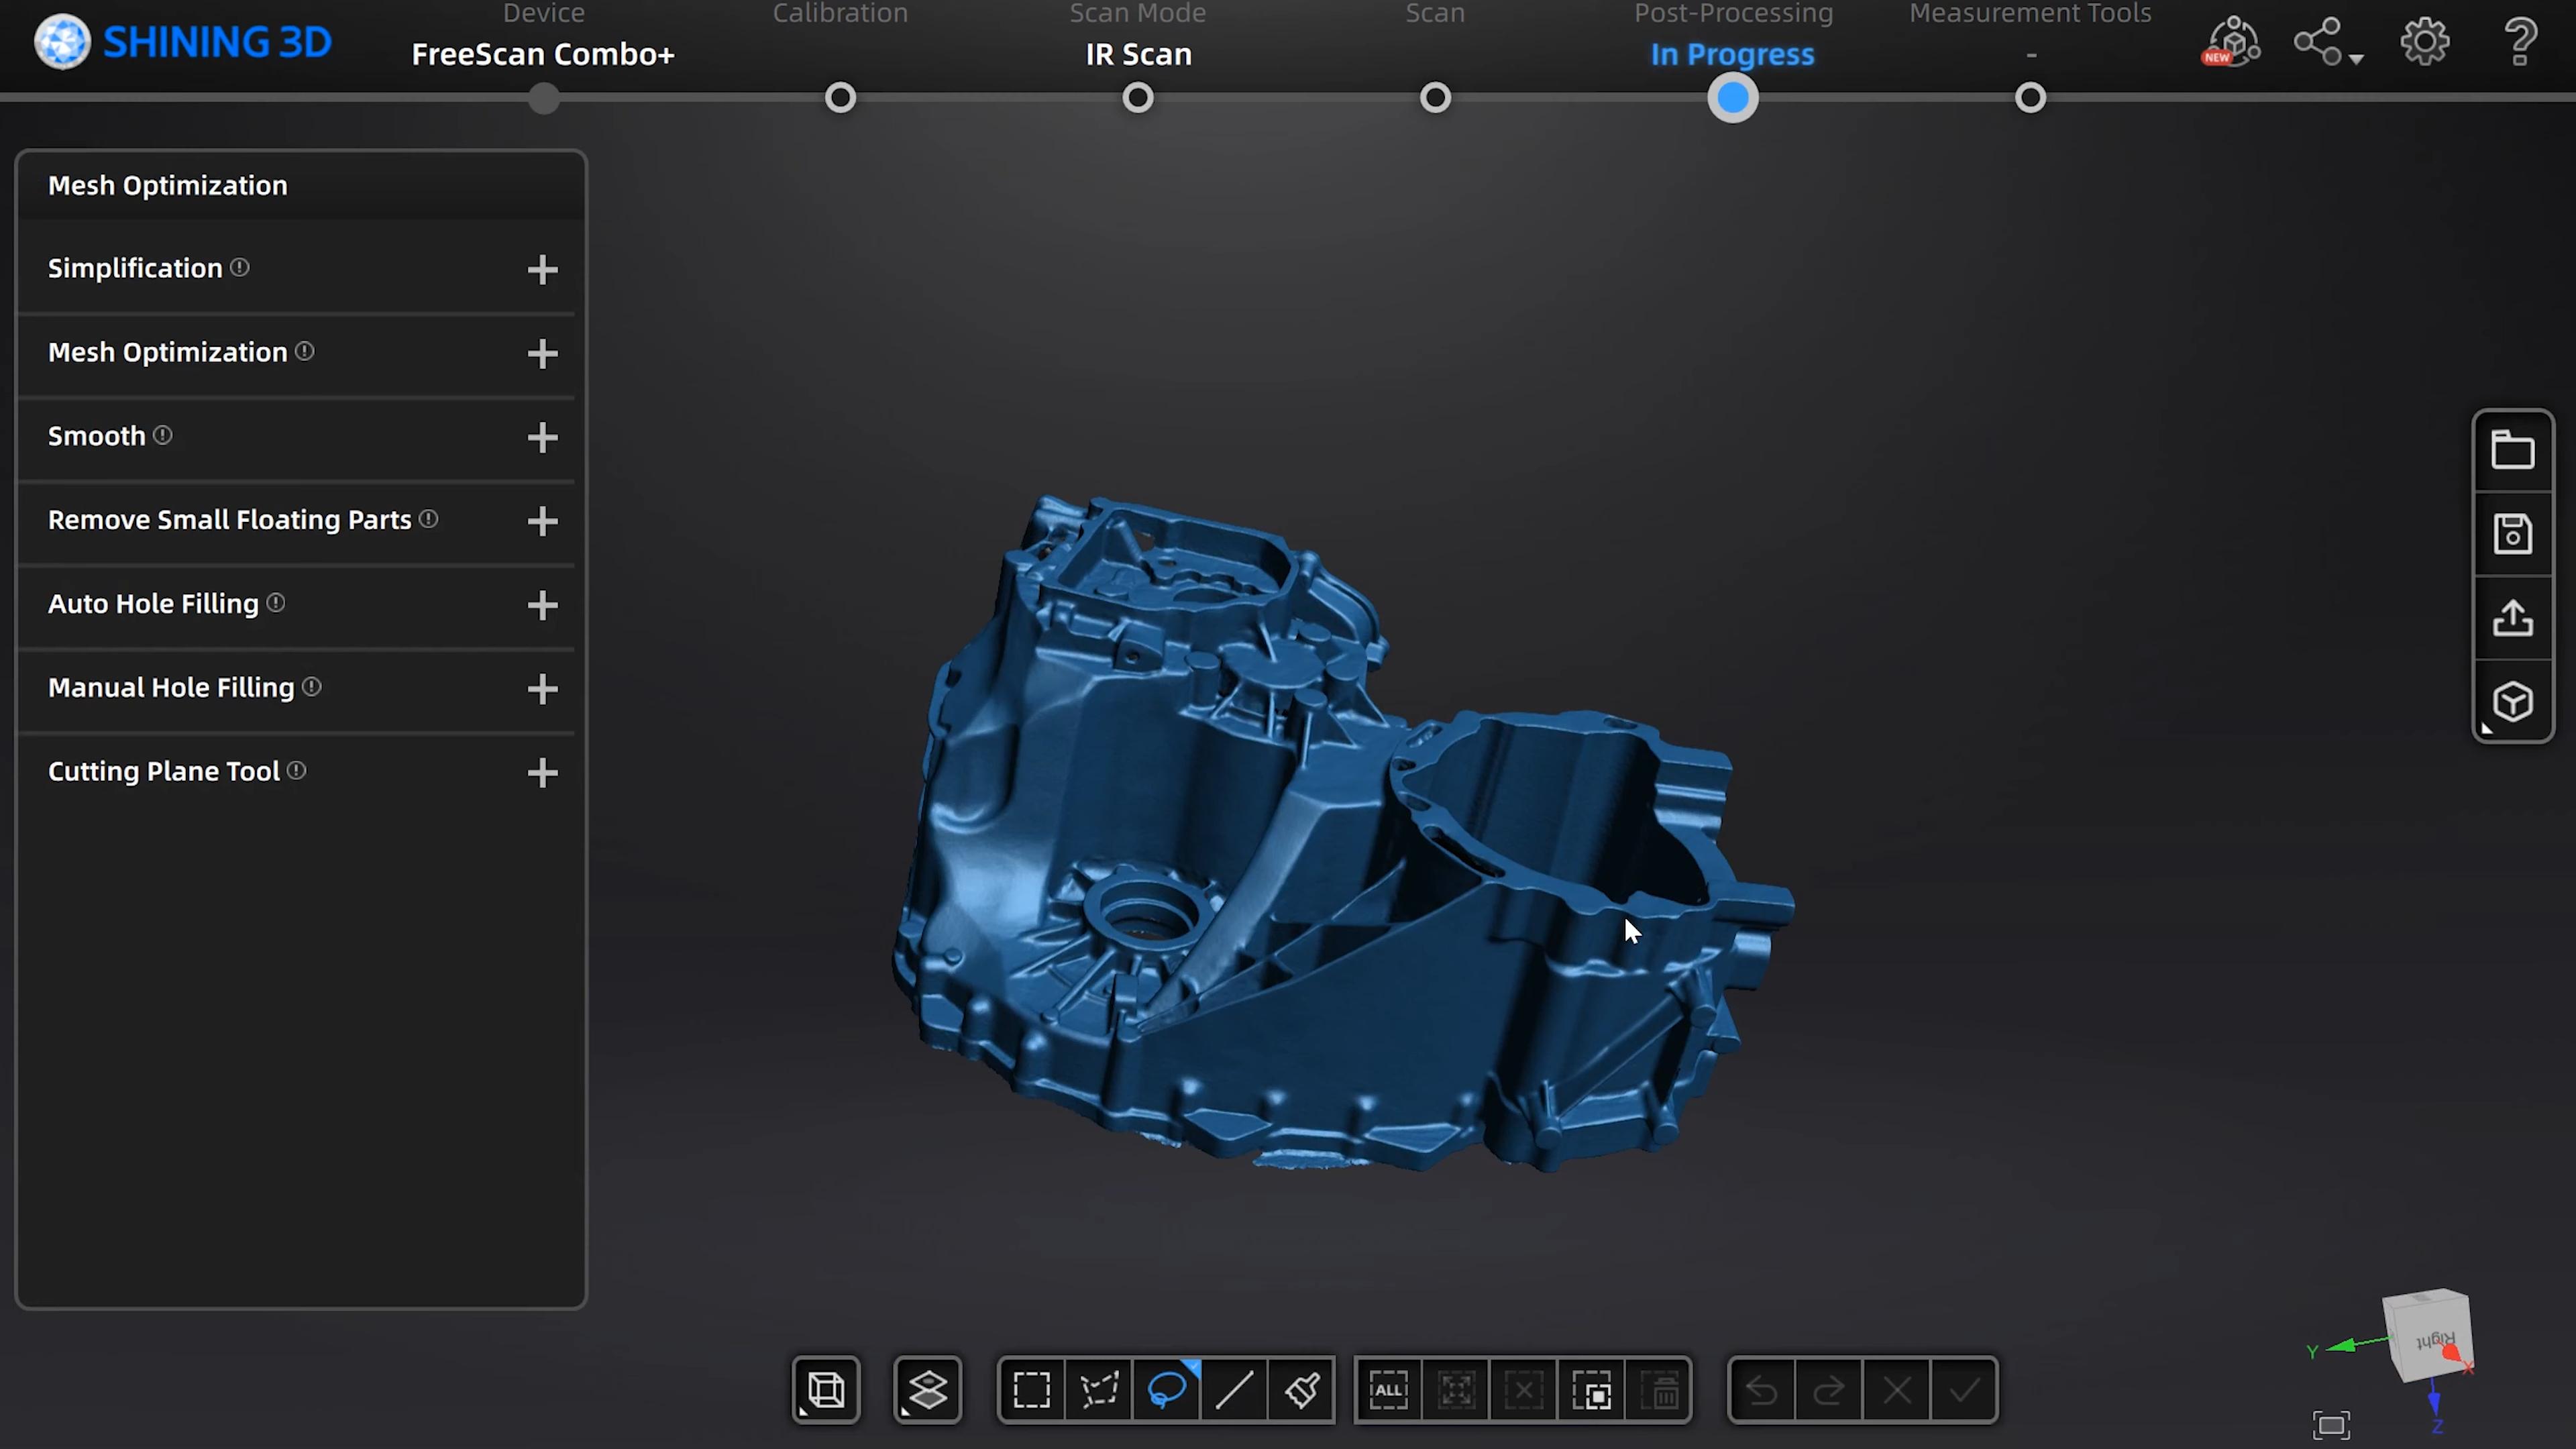 SHINING 3D
Device
FreeScan Combo+
Calibration
Scan Mode
IR Scan
Scan
Post-Processing
In Progress
Measurement Tools
-
NEW
Mesh Optimization
Simplification
Mesh Optimization
Smooth
Remove Small Floating Parts
Auto Hole Filling
Manual Hole Filling
Cutting Plane Tool
ALL
Right
Y
X
Z